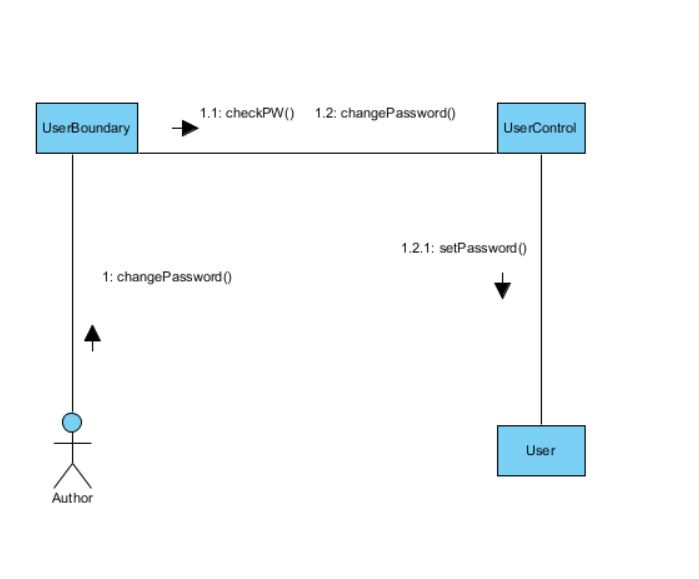 1.1: checkPW() 1.2: changePassword()
UserBoundary
UserControl
1.2.1: setPassword()
1: changePassword()
User
Author